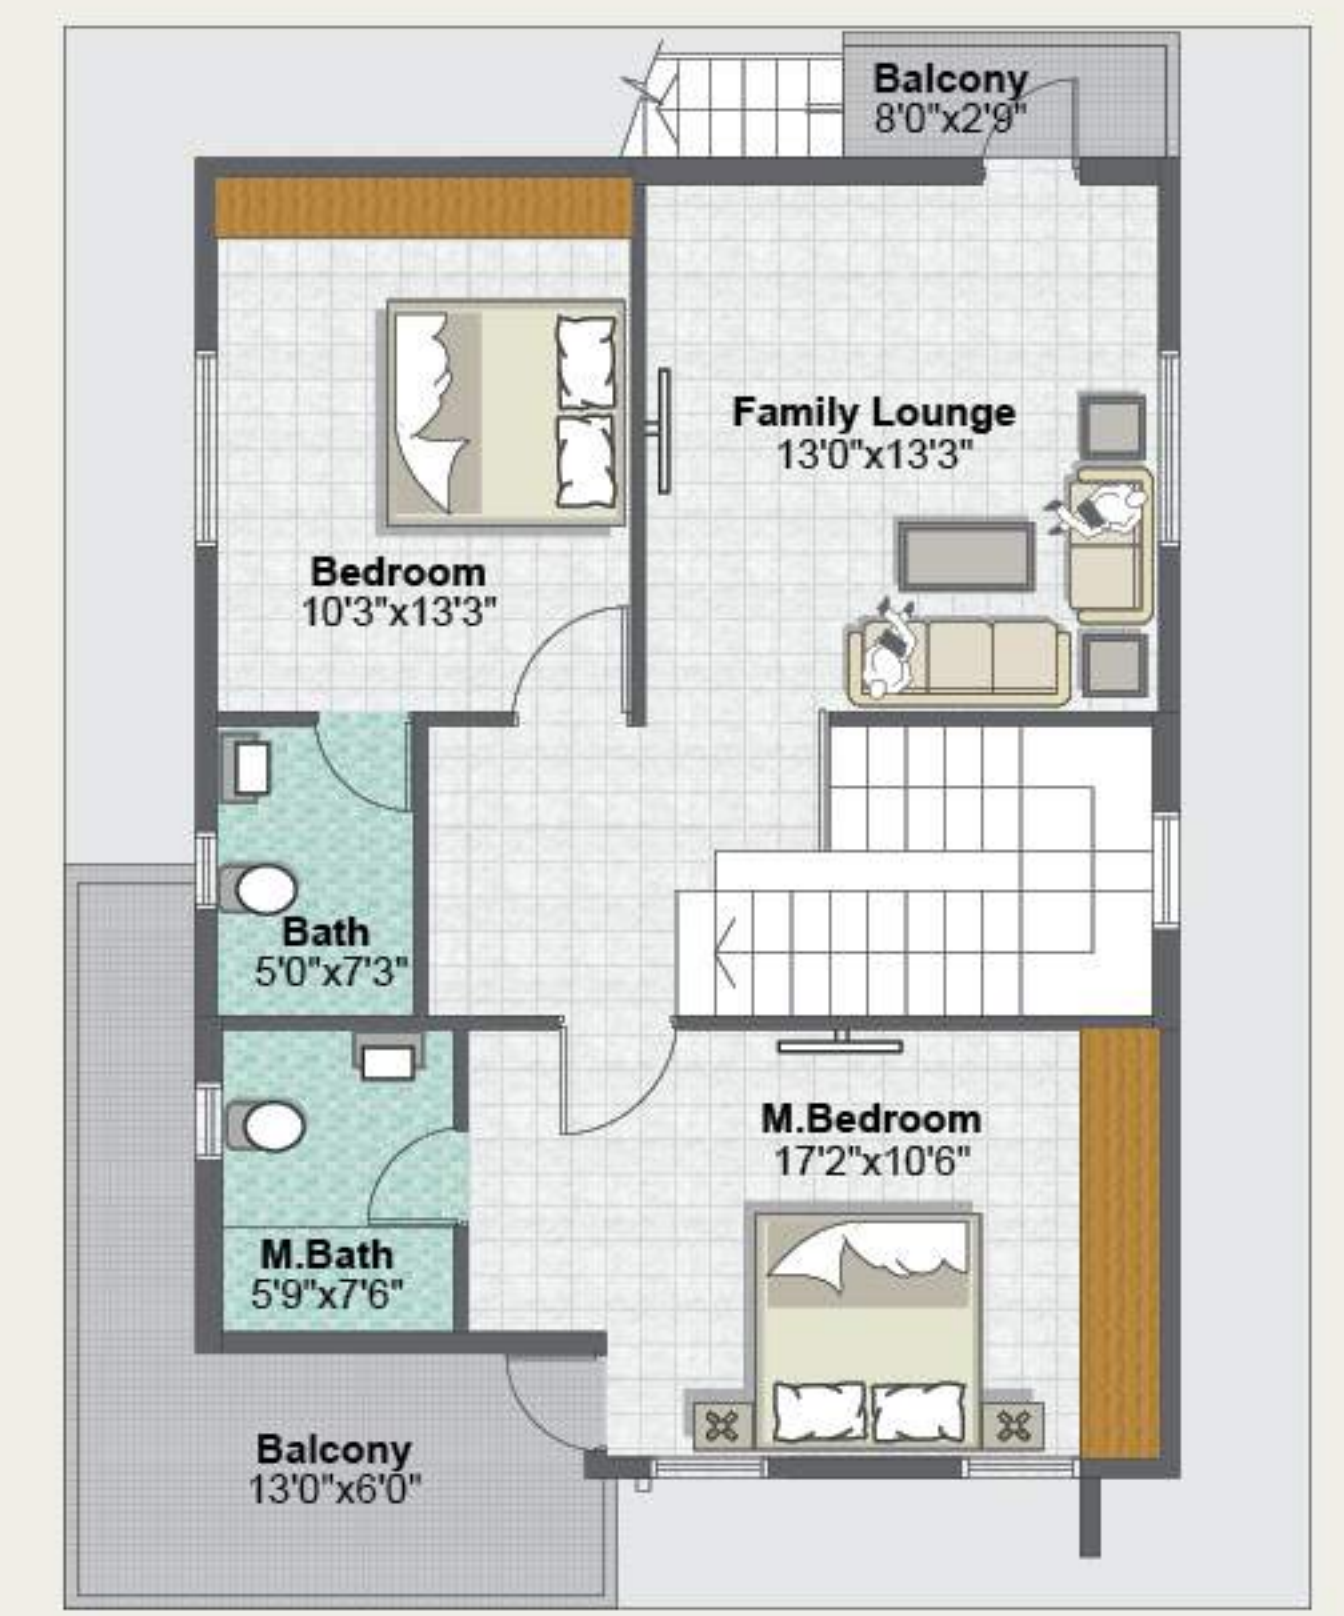 Balcony
8'0"x2'9"
Family Lounge
13'0"x13'3"
Bedroom
10'3"x13'3"
Bath
5'0"x7'3"
M.Bedroom
17'2"x10'6"
M.Bath
5'9"x7'6"
Balcony
13'0"x6'0"